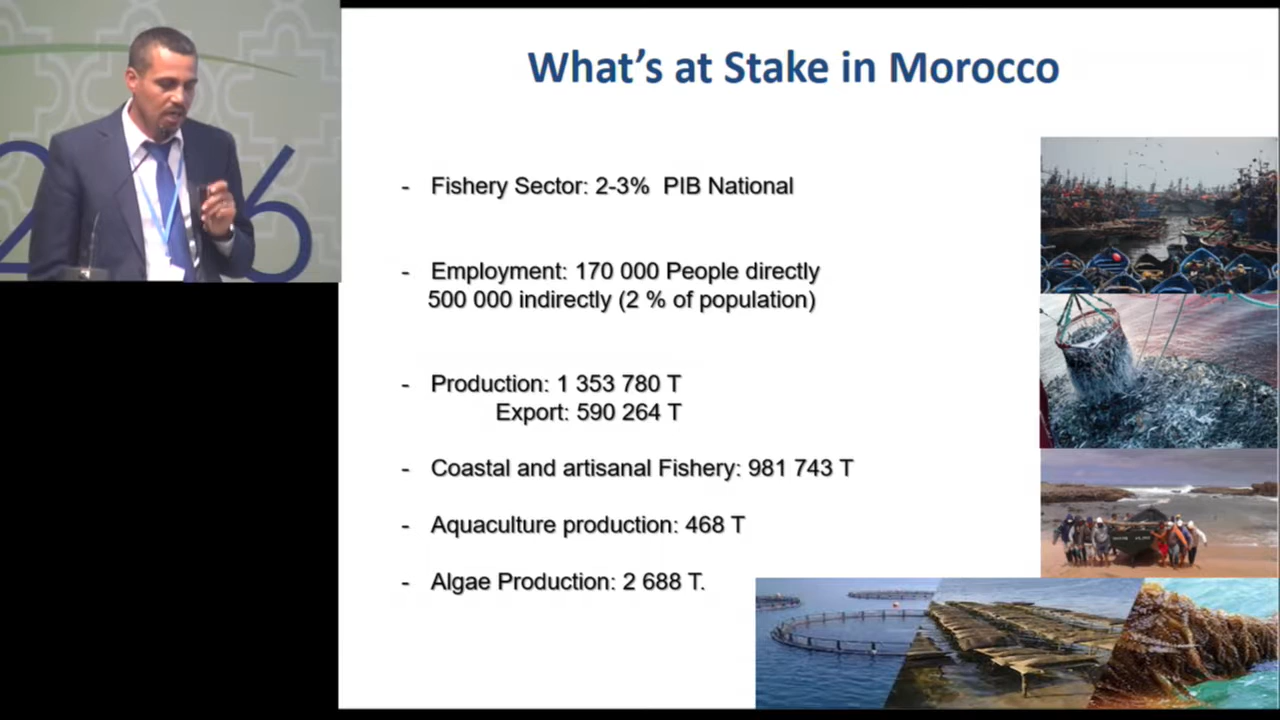 What's at Stake in Morocco
- Fishery Sector: 2-3% PIB National
- Employment: 170 000 People directly
500 000 indirectly (2 % of population)
- Production: 1 353 780 T
Export: 590 264 T
- Coastal and artisanal Fishery: 981 743 T
- Aquaculture production: 468 T
- Algae Production: 2 688 T.
2
6